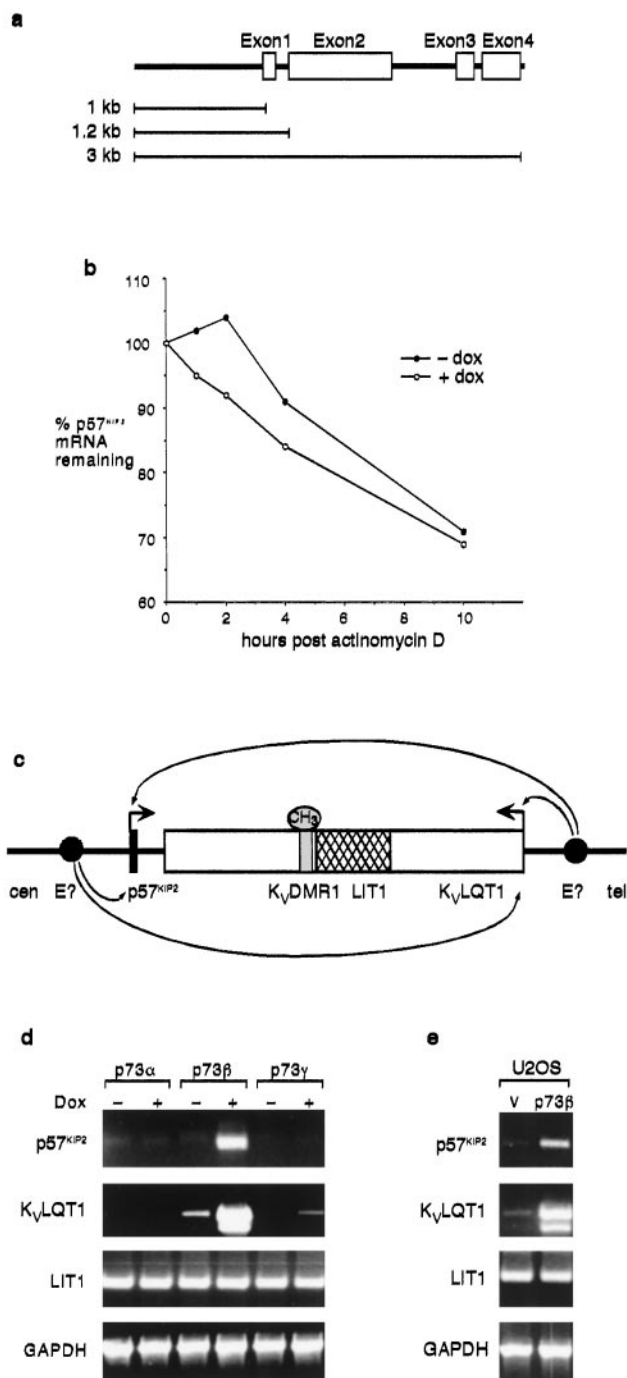 a
Exon1 Exon2 Exon3 Exon4
1 kb
1.2 kb
3 kb
b
110
100
90
80
70
60
% p57ᴷᴵᴾ²
mRNA
remaining
- dox
+ dox
0 2 4 6 8 10
hours post actinomycin D
c
CH₃
cen E? p57ᴷᴵᴾ² KᵥDMR1 LIT1 KᵥLQT1 E? tel
d
p73α p73β p73γ
Dox - + - + - +
p57ᴷᴵᴾ²
KᵥLQT1
LIT1
GAPDH
e
U2OS
V p73β
p57ᴷᴵᴾ²
KᵥLQT1
LIT1
GAPDH